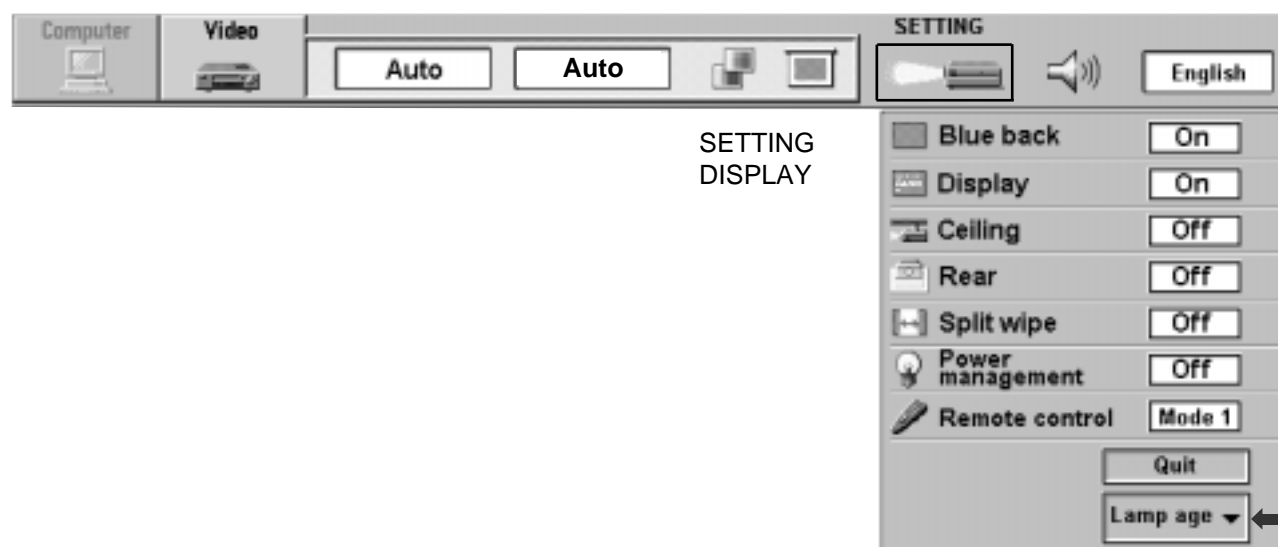 Computer Video SETTING
Auto Auto English
SETTING
DISPLAY
Blue back On
Display On
Ceiling Off
Rear Off
Split wipe Off
Power
management Off
Remote control Mode 1
Quit
Lamp age